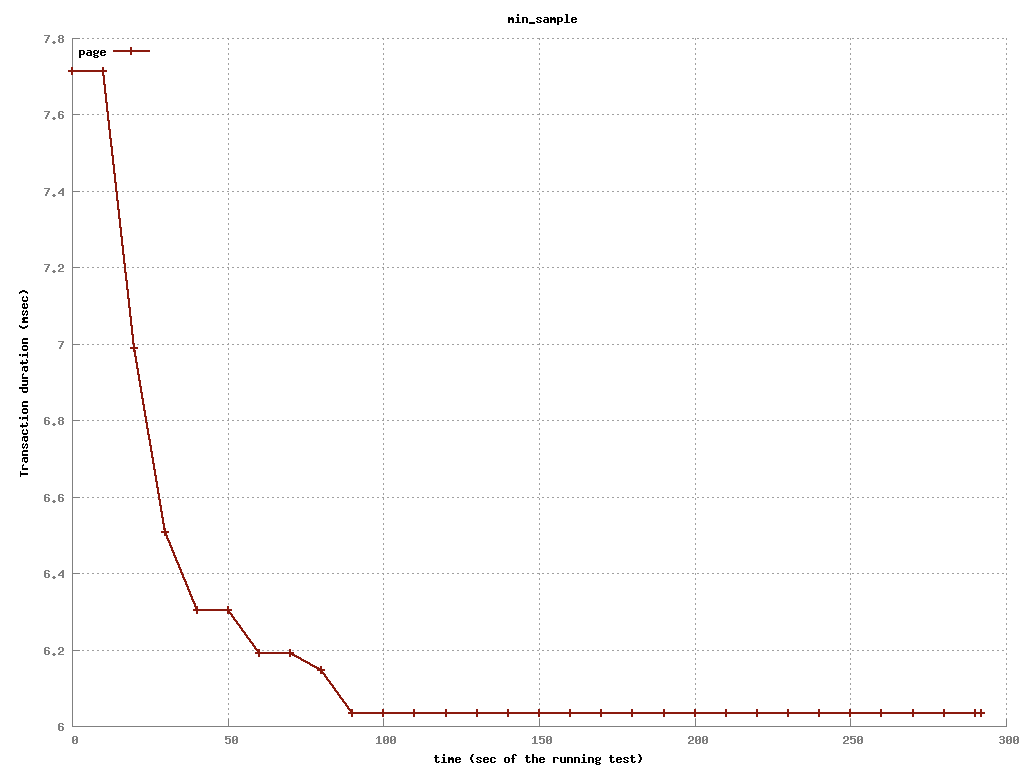 min_sample
7.8
page
7.6
7.4
7.2
7
6.8
6.6
6.4
6.2
6
Transaction duration (msec)
0 50 100 150 200 250 300
time (sec of the running test)